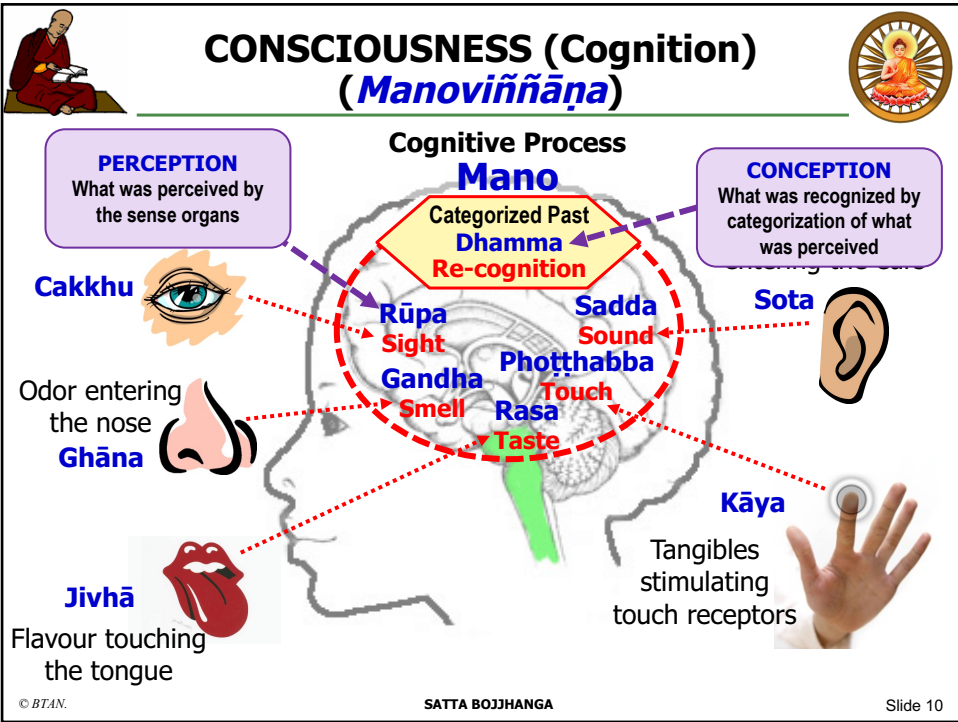 CONSCIOUSNESS (Cognition)
(Manoviññāṇa)
Cognitive Process
Mano
PERCEPTION
What was perceived by
the sense organs
CONCEPTION
What was recognized by
categorization of what
was perceived
Categorized Past
Dhamma
Re-cognition
Cakkhu
Rūpa
Sight
Sadda
Sound
Sota
Phoṭṭhabba
Touch
Gandha
Smell
Rasa
Taste
Odor entering
the nose
Ghāna
Kāya
Tangibles
stimulating
touch receptors
Jivhā
Flavour touching
the tongue
© BTAN.
SATTA BOJJHANGA
Slide 10